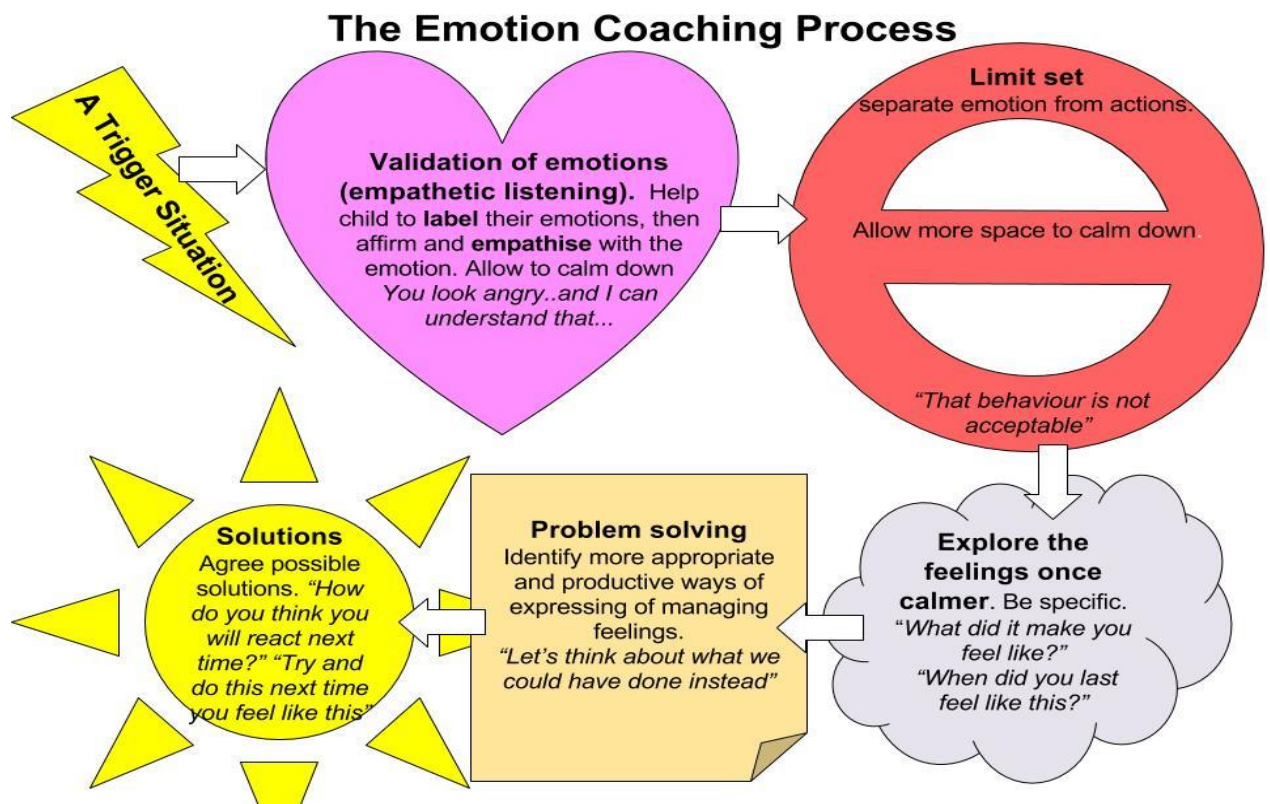 The Emotion Coaching Process
A Trigger Situation
Validation of emotions
(empathetic listening). Help
child to label their emotions, then
affirm and empathise with the
emotion. Allow to calm down
You look angry..and I can
understand that...
Limit set
separate emotion from actions.
Allow more space to calm down.
“That behaviour is not
acceptable”
Explore the
feelings once
calmer. Be specific.
“What did it make you
feel like?”
“When did you last
feel like this?”
Problem solving
Identify more appropriate
and productive ways of
expressing of managing
feelings.
“Let’s think about what we
could have done instead”
Solutions
Agree possible
solutions. “How
do you think you
will react next
time?” “Try and
do this next time
you feel like this”